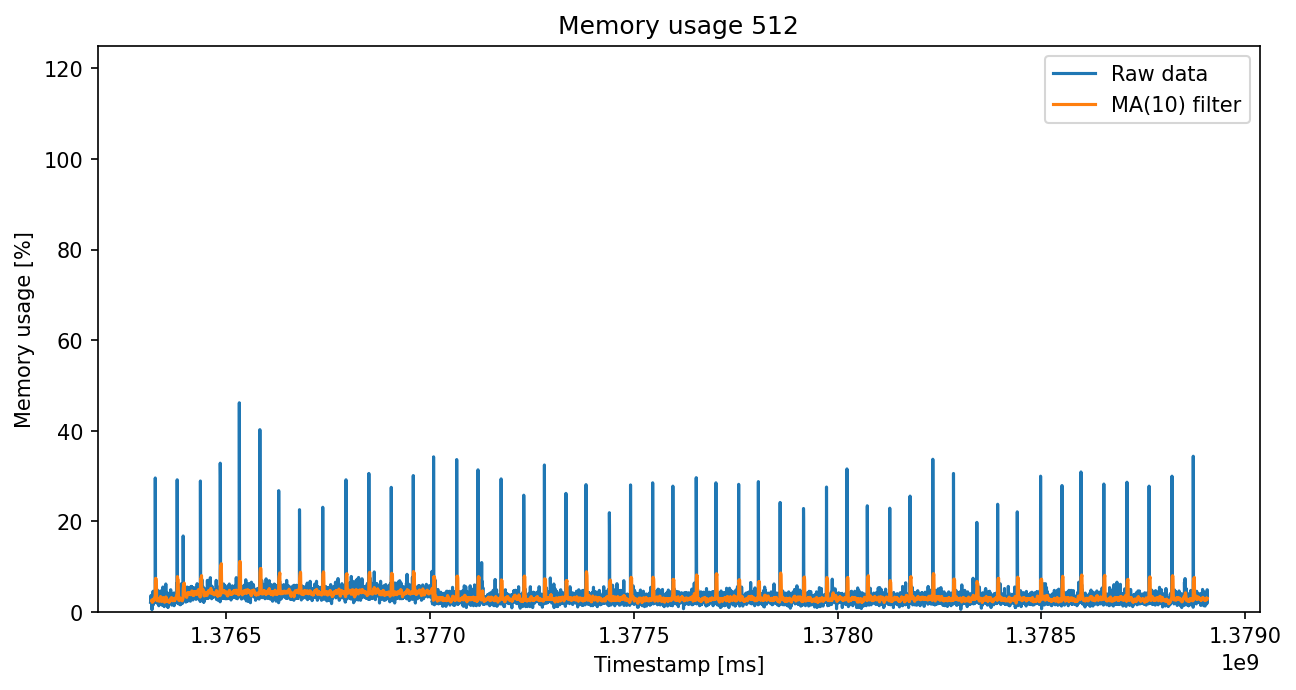 Memory usage 512
Raw data
MA(10) filter
Memory usage [%]
120
100
80
60
40
20
0
1.3765 1.3770 1.3775 1.3780 1.3785 1.3790
1e9
Timestamp [ms]